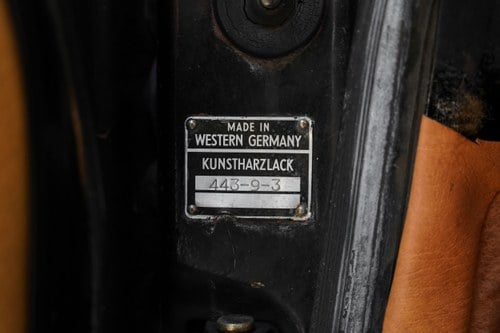 MADE IN
WESTERN GERMANY
KUNSTHARZLACK
443-9-3